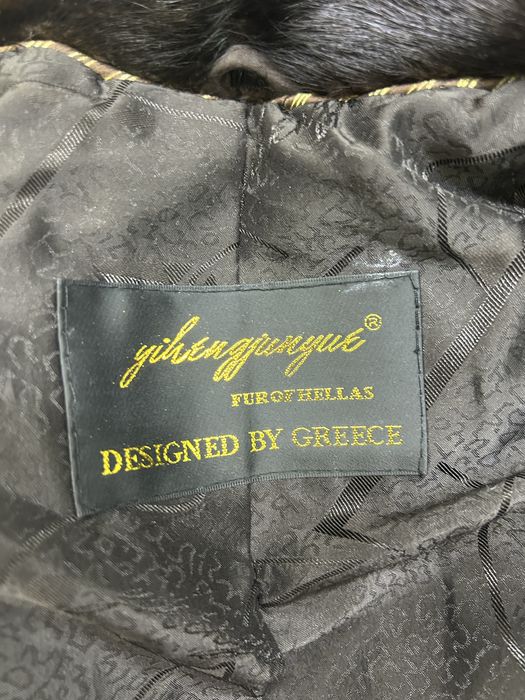 yihengjunyue®
FUR OF HELLAS
DESIGNED BY GREECE